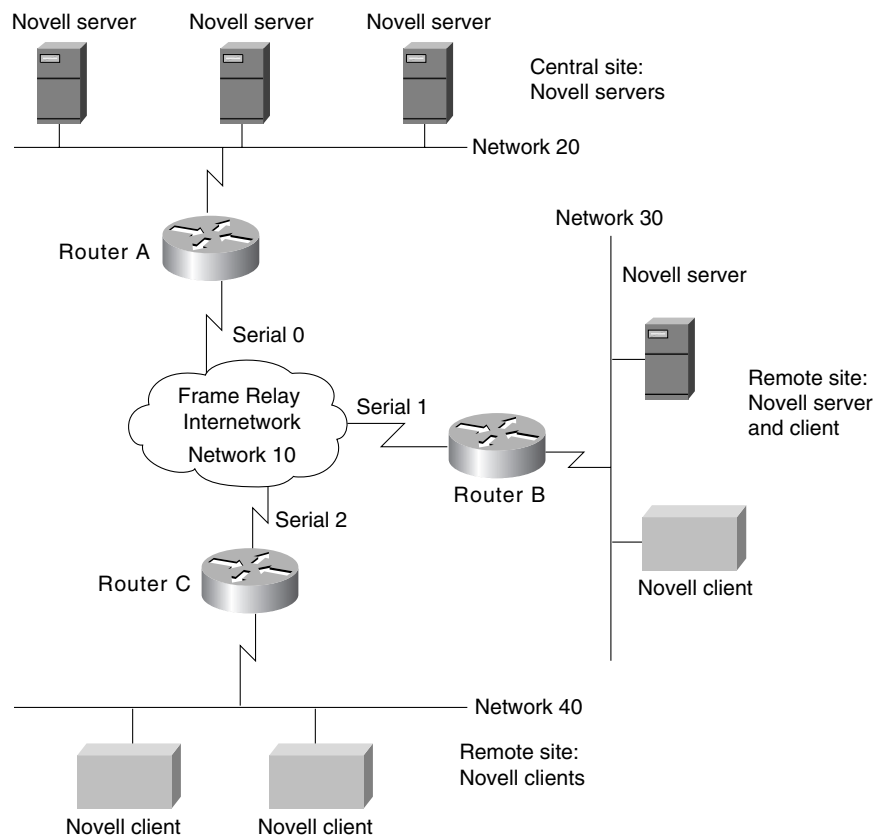 Novell server
Novell server
Novell server
Central site:
Novell servers
Network 20
Network 30
Router A
Novell server
Serial 0
Frame Relay
Internetwork
Network 10
Serial 1
Remote site:
Novell server
and client
Router B
Serial 2
Router C
Novell client
Network 40
Remote site:
Novell clients
Novell client
Novell client